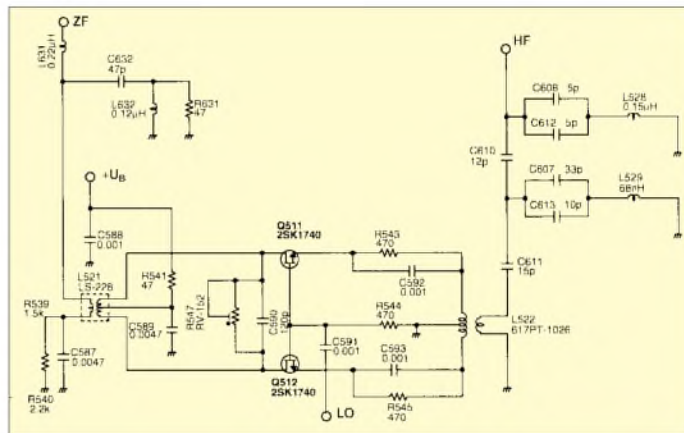 ZF
HF
L631
0.22µH
C632
47p
L632
0.12µH
R631
47
C608 5p
C612 5p
L528
0.15µH
C610
12p
C607 33p
C613 10p
L529
68nH
C611
15p
+UB
C588
0.001
L521
LS-228
R541
47
Q511
2SK1740
R543
470
C592
0.001
R547
RV-152
C590
120p
R544
470
L522
617PT-1026
R539
1.5k
C587
0.0047
C589
0.0047
C591
0.001
C593
0.001
Q512
2SK1740
R540
2.2k
LO
R545
470